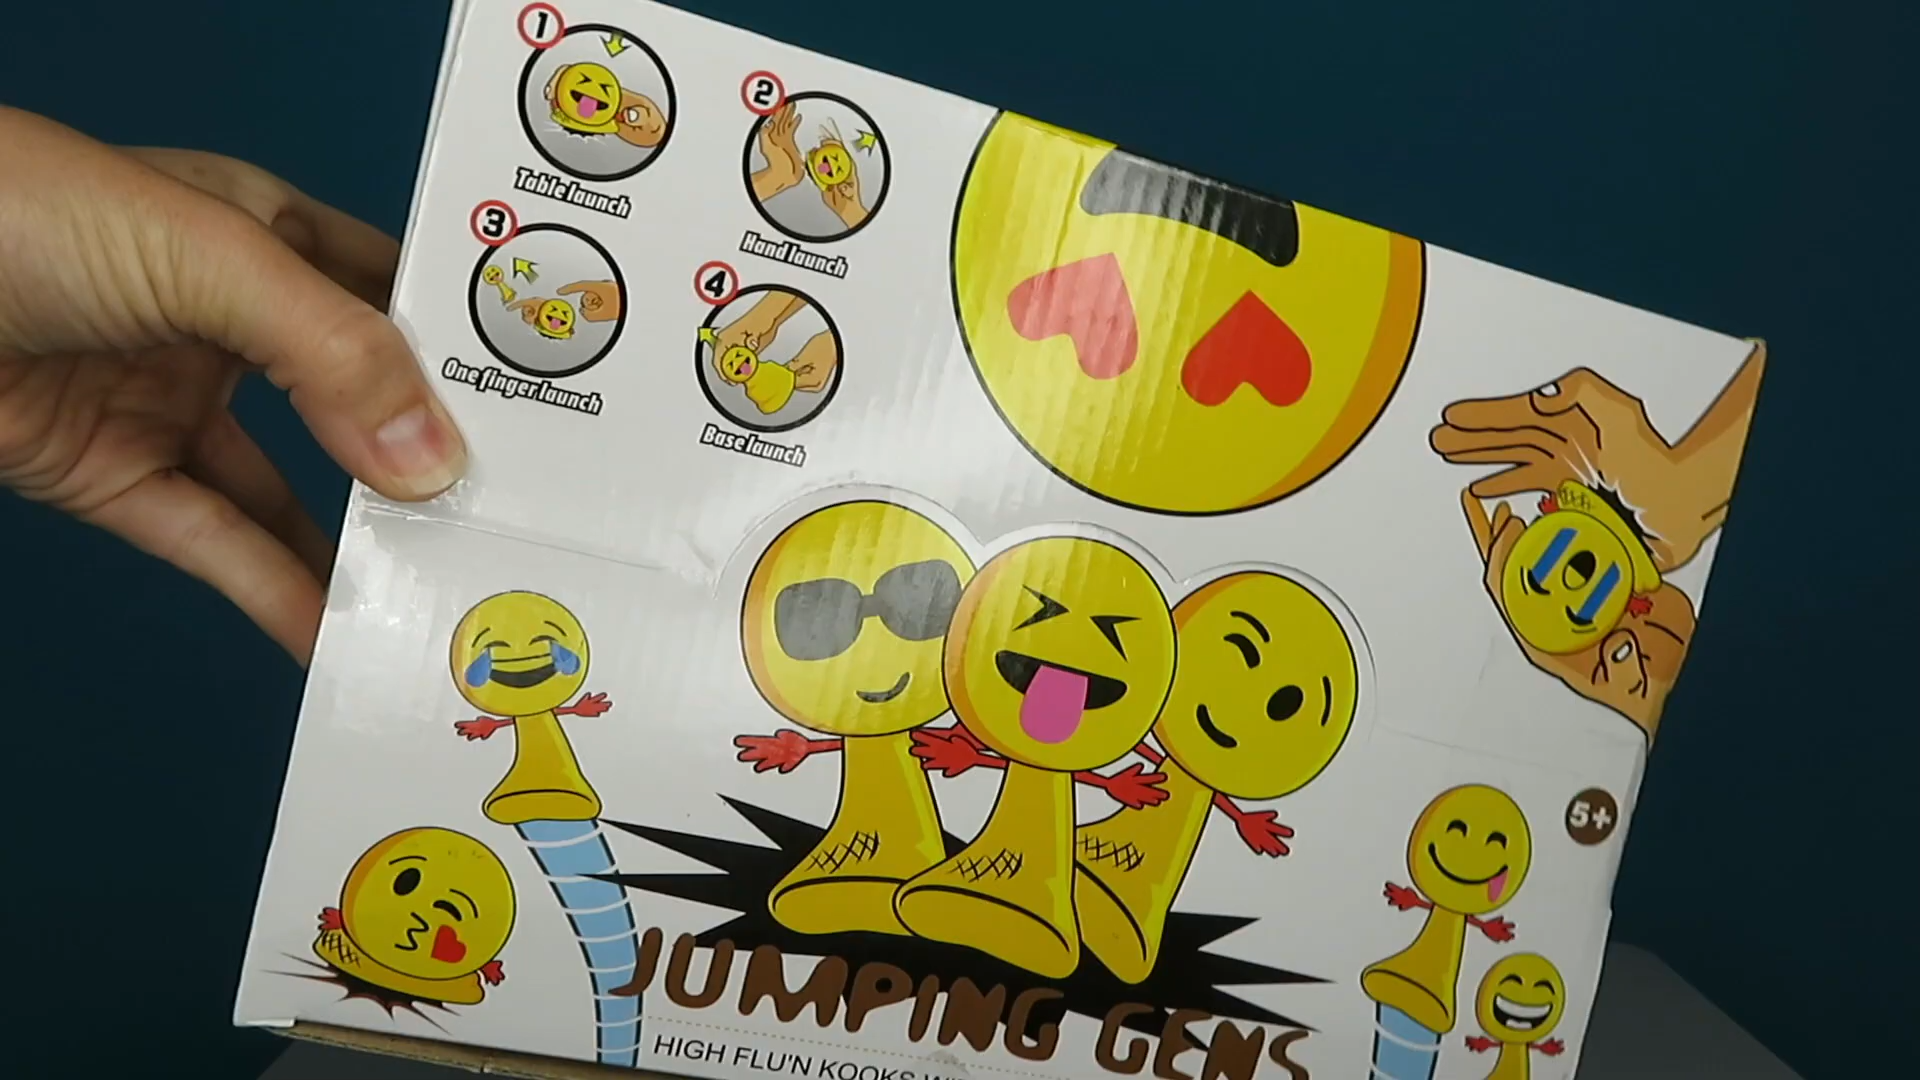 1
Table launch
2
Hand launch
3
One finger launch
4
Base launch
5+
JUMPING GENS
HIGH FLU'N KOOKS